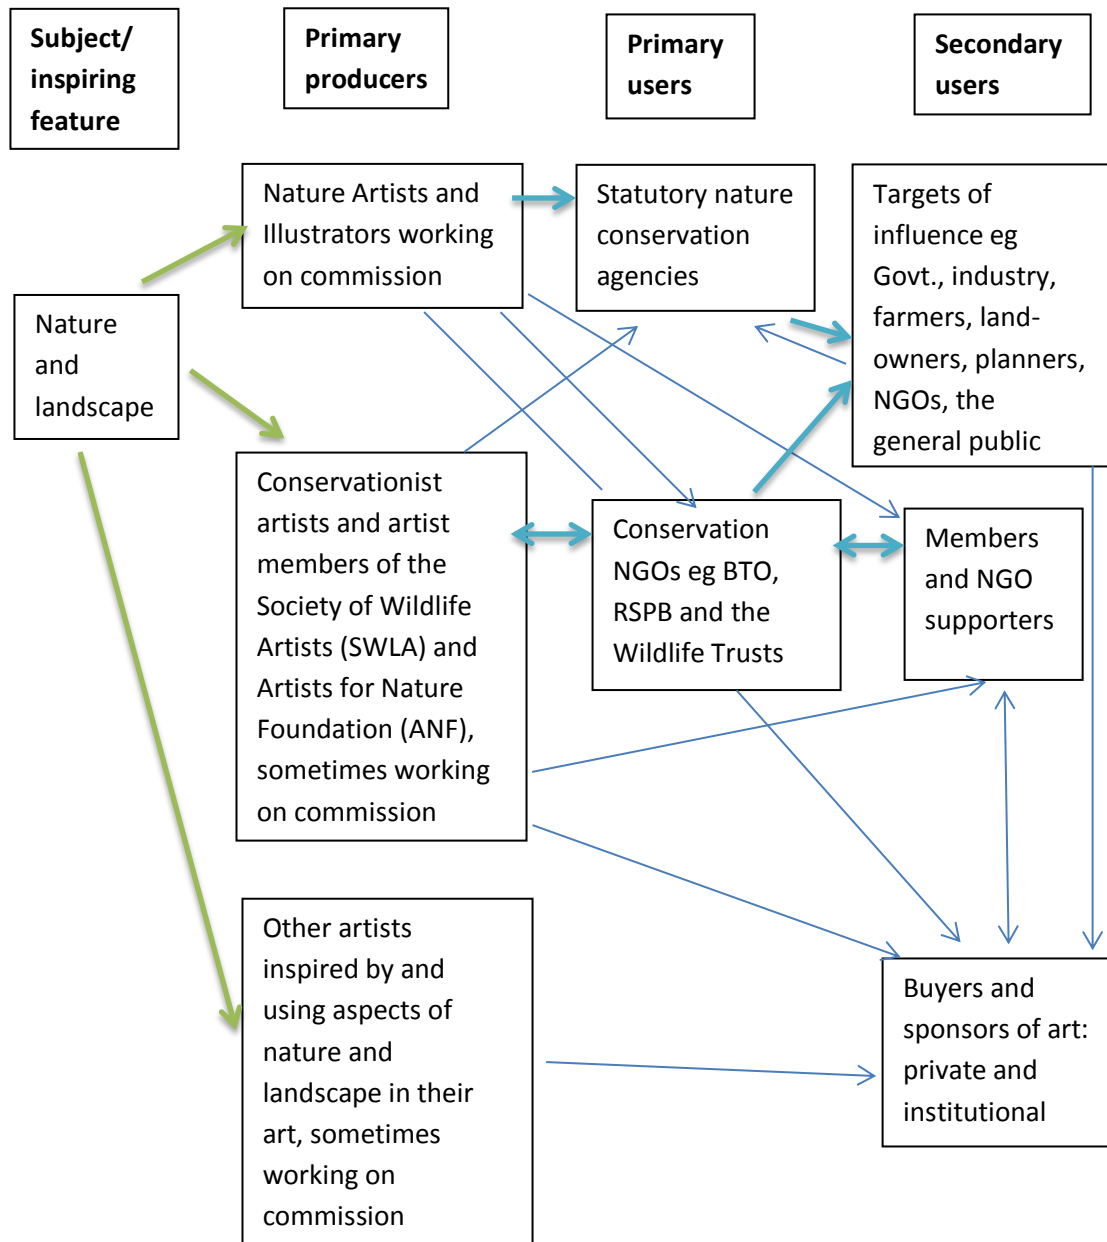 Subject/
inspiring
feature
Primary
producers
Primary
users
Secondary
users
Nature
and
landscape
Nature Artists and
Illustrators working
on commission
Statutory nature
conservation
agencies
Targets of
influence eg
Govt., industry,
farmers, land-
owners, planners,
NGOs, the
general public
Conservationist
artists and artist
members of the
Society of Wildlife
Artists (SWLA) and
Artists for Nature
Foundation (ANF),
sometimes working
on commission
Conservation
NGOs eg BTO,
RSPB and the
Wildlife Trusts
Members
and NGO
supporters
Other artists
inspired by and
using aspects of
nature and
landscape in their
art, sometimes
working on
commission
Buyers and
sponsors of art:
private and
institutional